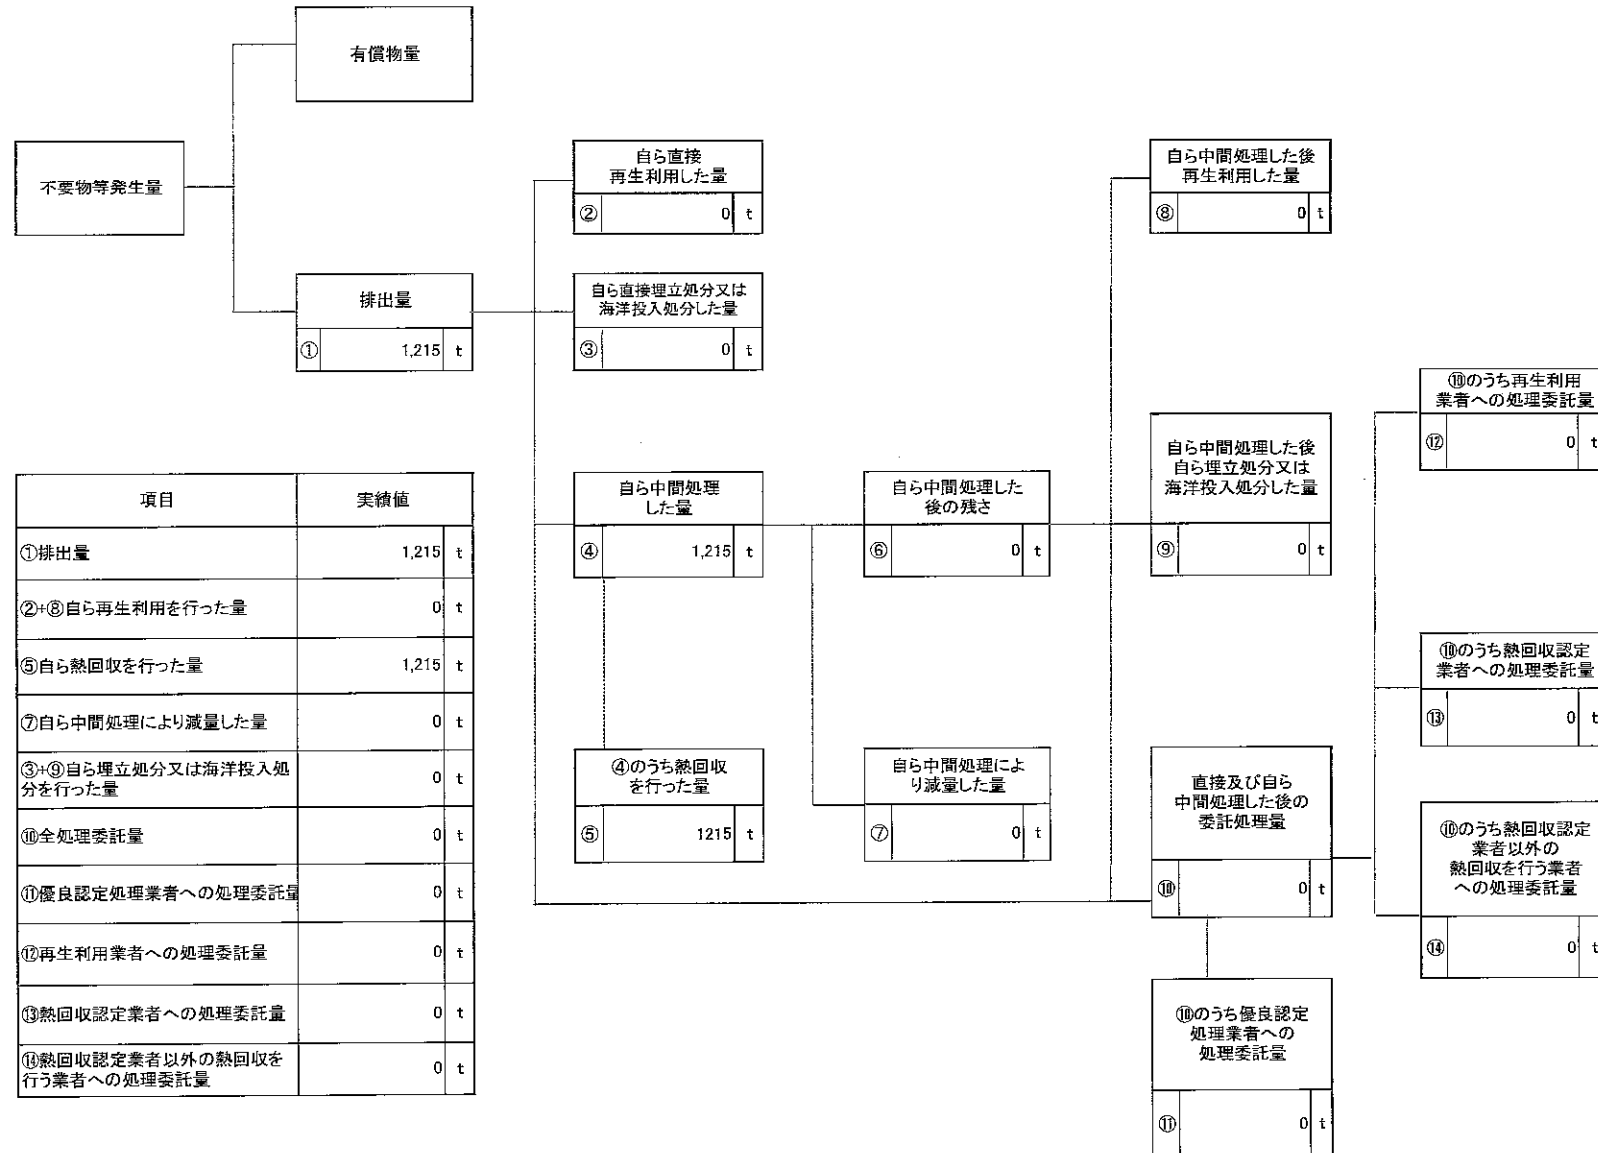 有償物量
不要物等発生量
排出量
① 1,215 t
自ら直接
再生利用した量
② 0 t
自ら直接埋立処分又は
海洋投入処分した量
③ 0 t
自ら中間処理
した量
④ 1,215 t
④のうち熱回収
を行った量
⑤ 1215 t
自ら中間処理した
後の残さ
⑥ 0 t
自ら中間処理によ
り減量した量
⑦ 0 t
自ら中間処理した後
再生利用した量
⑧ 0 t
自ら中間処理した後
自ら埋立処分又は
海洋投入処分した量
⑨ 0 t
直接及び自ら
中間処理した後の
委託処理量
⑩ 0 t
⑩のうち優良認定
処理業者への
処理委託量
⑪ 0 t
⑩のうち再生利用
業者への処理委託量
⑫ 0 t
⑩のうち熱回収認定
業者への処理委託量
⑬ 0 t
⑩のうち熱回収認定
業者以外の
熱回収を行う業者
への処理委託量
⑭ 0 t
項目 実績値
①排出量 1,215 t
②+⑧自ら再生利用を行った量 0 t
⑤自ら熱回収を行った量 1,215 t
⑦自ら中間処理により減量した量 0 t
③+⑨自ら埋立処分又は海洋投入処
分を行った量 0 t
⑩全処理委託量 0 t
⑪優良認定処理業者への処理委託量 0 t
⑫再生利用業者への処理委託量 0 t
⑬熱回収認定業者への処理委託量 0 t
⑭熱回収認定業者以外の熱回収を
行う業者への処理委託量 0 t